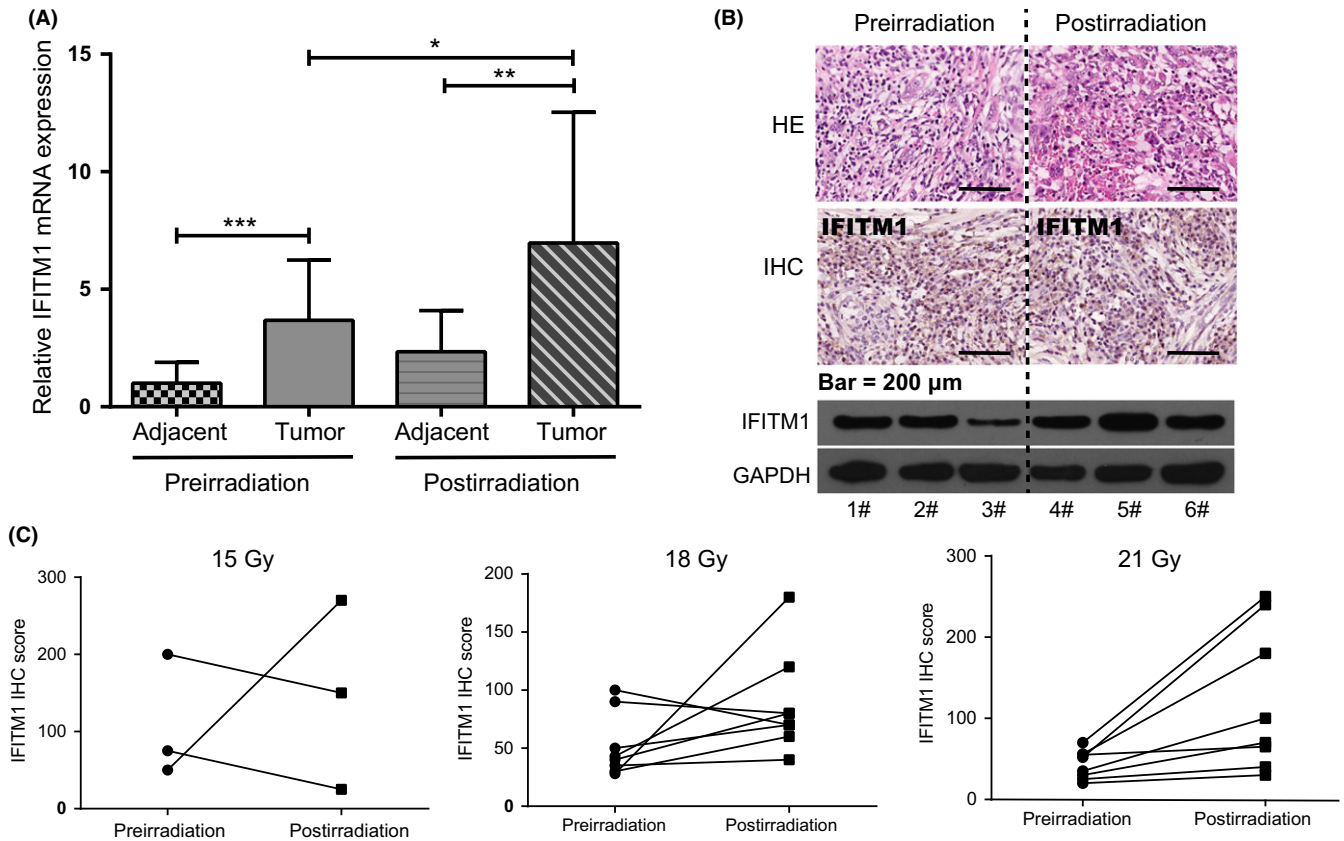 (A)
Relative IFITM1 mRNA expression
15
10
5
0
***
*
**
Adjacent
Tumor
Adjacent
Tumor
Preirradiation
Postirradiation
(B)
Preirradiation
Postirradiation
HE
IHC
IFITM1
IFITM1
Bar = 200 μm
IFITM1
GAPDH
1#
2#
3#
4#
5#
6#
(C)
15 Gy
IFITM1 IHC score
300
200
100
0
Preirradiation
Postirradiation
18 Gy
IFITM1 IHC score
200
150
100
50
0
Preirradiation
Postirradiation
21 Gy
IFITM1 IHC score
300
200
100
0
Preirradiation
Postirradiation